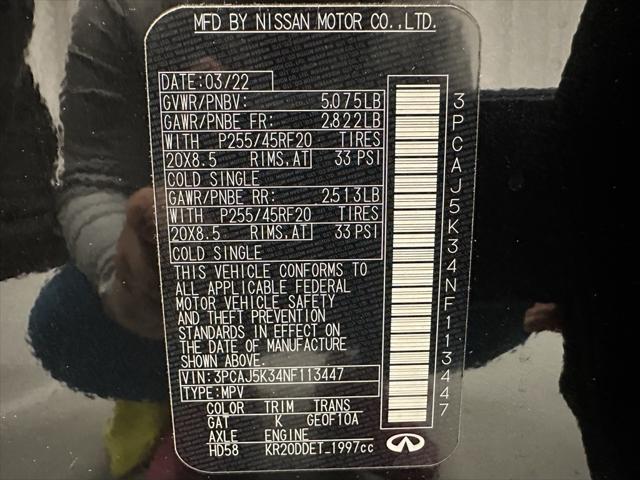 MFD BY NISSAN MOTOR CO.,LTD.
DATE:03/22
GVWR/PNBV: 5.075LB
GAWR/PNBE FR: 2.822LB
WITH P255/45RF20 TIRES
20X8.5 RIMS,AT 33 PSI
COLD SINGLE
GAWR/PNBE RR: 2.513LB
WITH P255/45RF20 TIRES
20X8.5 RIMS,AT 33 PSI
COLD SINGLE
THIS VEHICLE CONFORMS TO
ALL APPLICABLE FEDERAL
MOTOR VEHICLE SAFETY
AND THEFT PREVENTION
STANDARDS IN EFFECT ON
THE DATE OF MANUFACTURE
SHOWN ABOVE.
VIN:3PCAJ5K34NF113447
TYPE:MPV
COLOR TRIM TRANS
GAT K GE0F10A
AXLE ENGINE
HD58 KR20DDET_1997cc
3PCAJ5K34NF113447